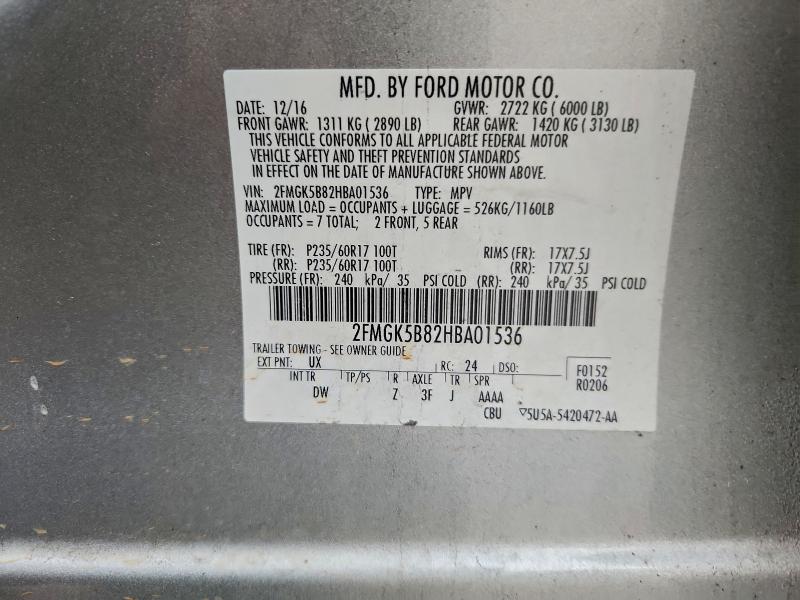 MFD. BY FORD MOTOR CO.
DATE: 12/16 GVWR: 2722 KG ( 6000 LB)
FRONT GAWR: 1311 KG ( 2890 LB) REAR GAWR: 1420 KG ( 3130 LB)
THIS VEHICLE CONFORMS TO ALL APPLICABLE FEDERAL MOTOR
VEHICLE SAFETY AND THEFT PREVENTION STANDARDS
IN EFFECT ON THE DATE OF MANUFACTURE SHOWN ABOVE.
VIN: 2FMGK5B82HBA01536 TYPE: MPV
MAXIMUM LOAD = OCCUPANTS + LUGGAGE = 526KG/1160LB
OCCUPANTS = 7 TOTAL; 2 FRONT, 5 REAR
TIRE (FR): P235/60R17 100T RIMS (FR): 17X7.5J
(RR): P235/60R17 100T (RR): 17X7.5J
PRESSURE (FR): 240 kPa/ 35 PSI COLD (RR): 240 kPa/ 35 PSI COLD
2FMGK5B82HBA01536
TRAILER TOWING - SEE OWNER GUIDE
EXT PNT: UX RC: 24 DSO: F0152
INT TR TP/PS R AXLE TR SPR R0206
DW Z 3F J AAAA
CBU 5U5A-5420472-AA